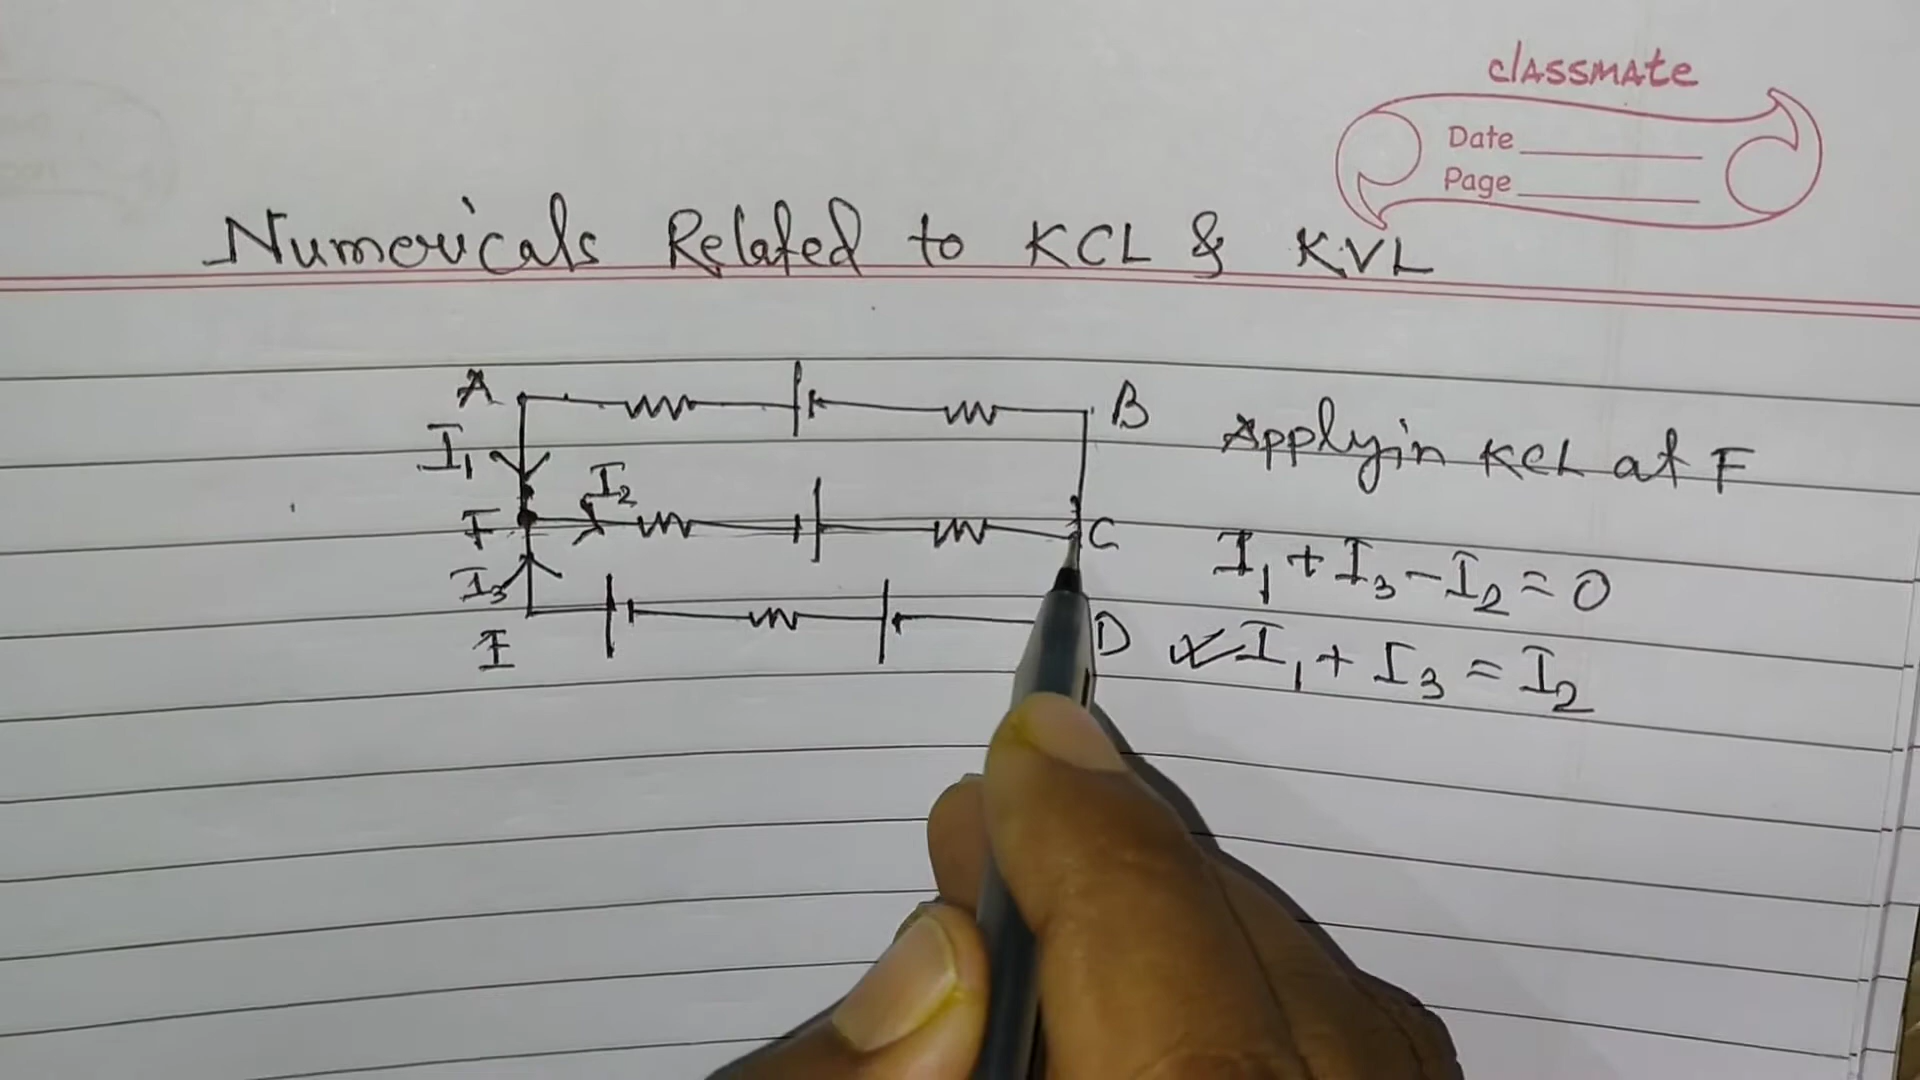 classmate
Date
Page
Numericals Related to KCL & KVL
A
B
I₁
I₂
F
C
I₃
I
D
Applyin KCL at F
I₁ + I₃ - I₂ = 0
I₁ + I₃ = I₂